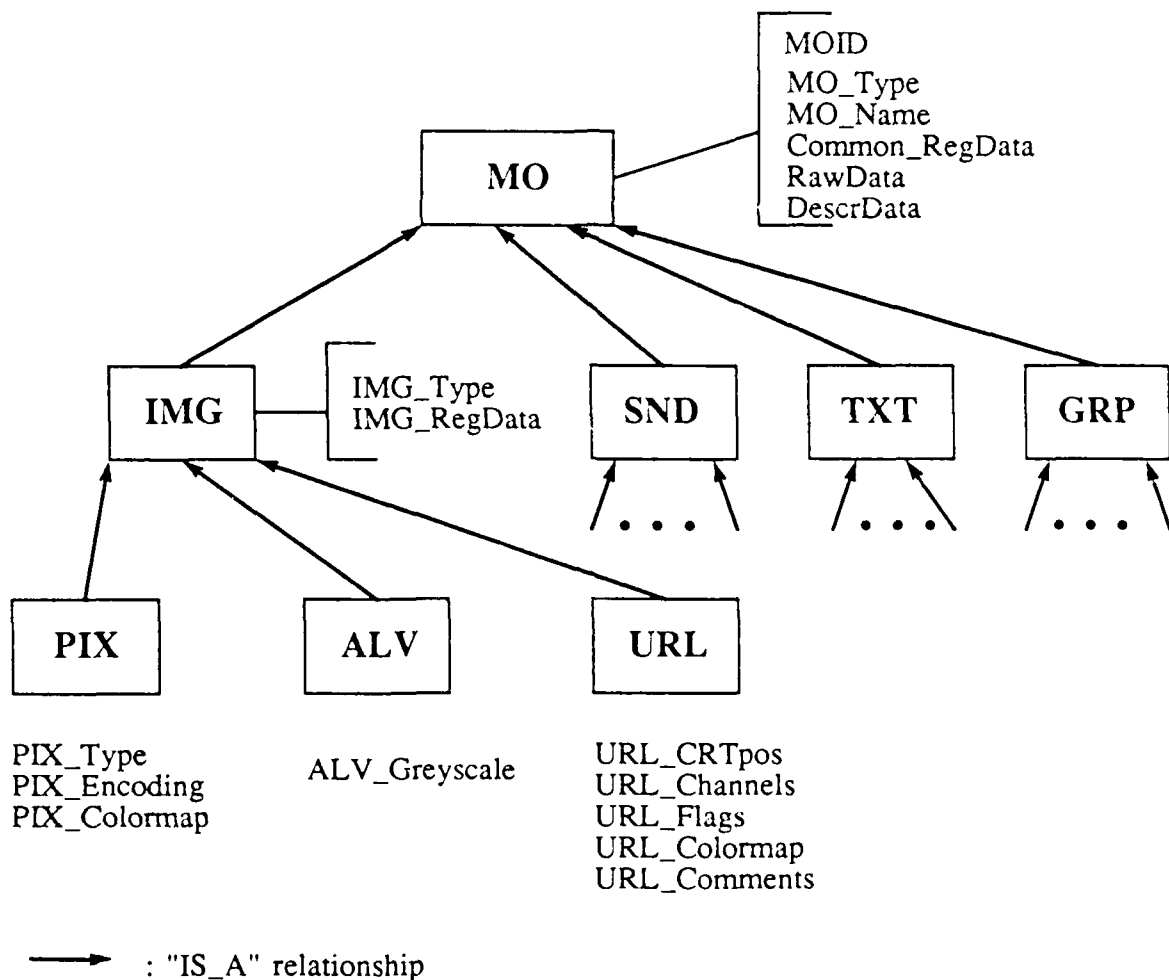 MOID
MO_Type
MO_Name
Common_RegData
RawData
DescrData
MO
IMG
IMG_Type
IMG_RegData
SND
TXT
GRP
PIX
ALV
URL
PIX_Type
PIX_Encoding
PIX_Colormap
ALV_Greyscale
URL_CRTpos
URL_Channels
URL_Flags
URL_Colormap
URL_Comments
: "IS_A" relationship